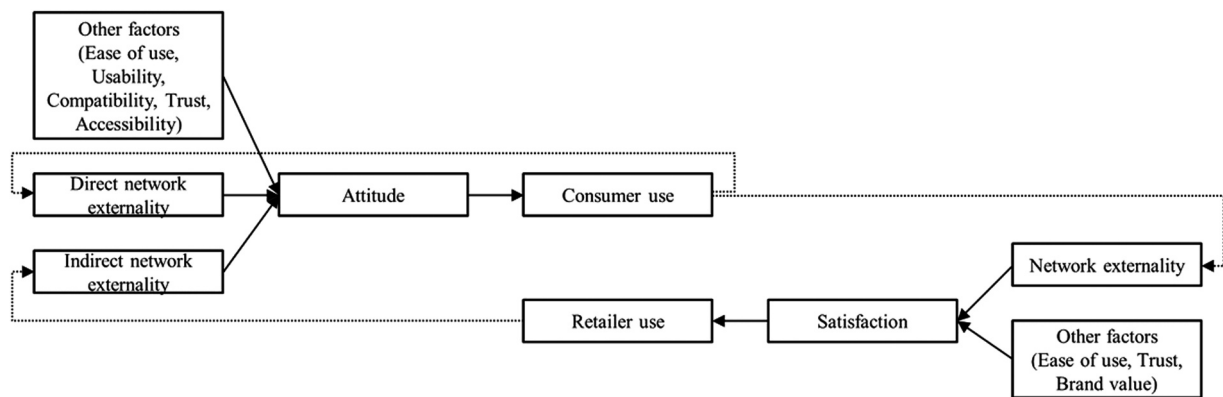 Other factors
(Ease of use,
Usability,
Compatibility, Trust,
Accessibility)
Direct network
externality
Attitude
Consumer use
Indirect network
externality
Network externality
Retailer use
Satisfaction
Other factors
(Ease of use, Trust,
Brand value)